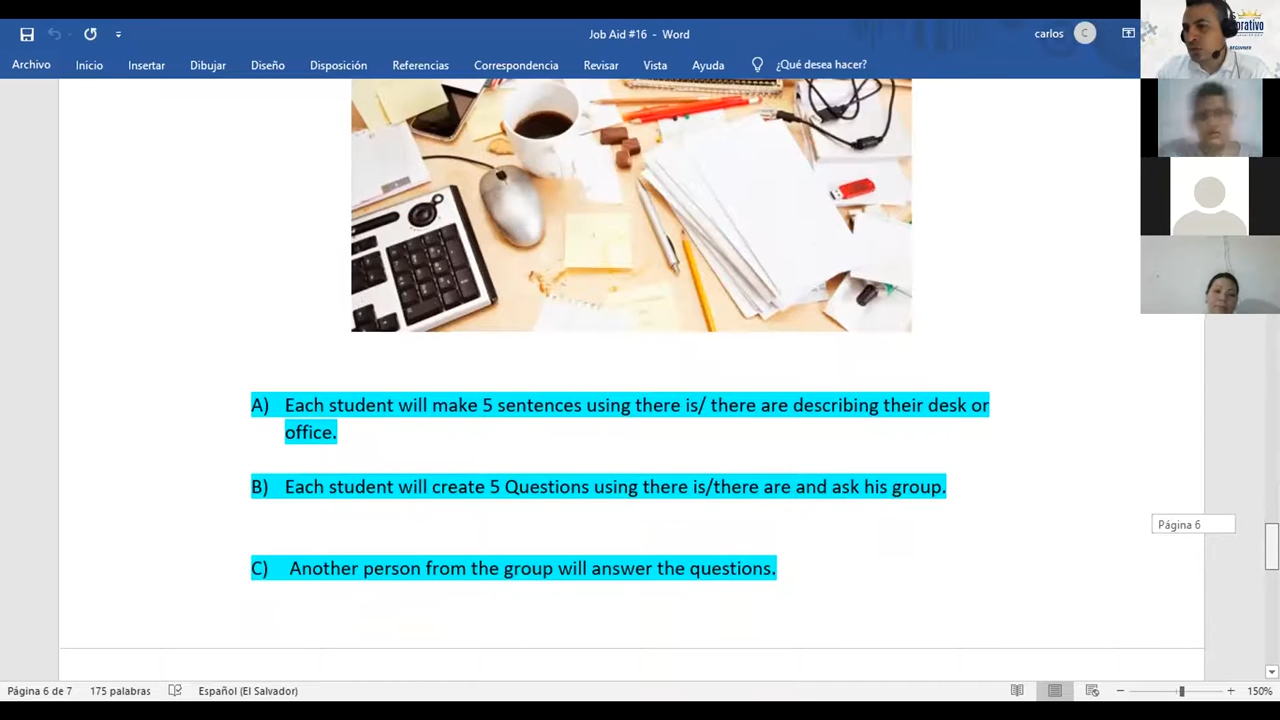 Job Aid #16 - Word
carlos
C
Archivo
Inicio
Insertar
Dibujar
Diseño
Disposición
Referencias
Correspondencia
Revisar
Vista
Ayuda
¿Qué desea hacer?
A) Each student will make 5 sentences using there is/ there are describing their desk or
office.
B) Each student will create 5 Questions using there is/there are and ask his group.
C) Another person from the group will answer the questions.
Página 6
Página 6 de 7
175 palabras
Español (El Salvador)
150%
BEGINNER